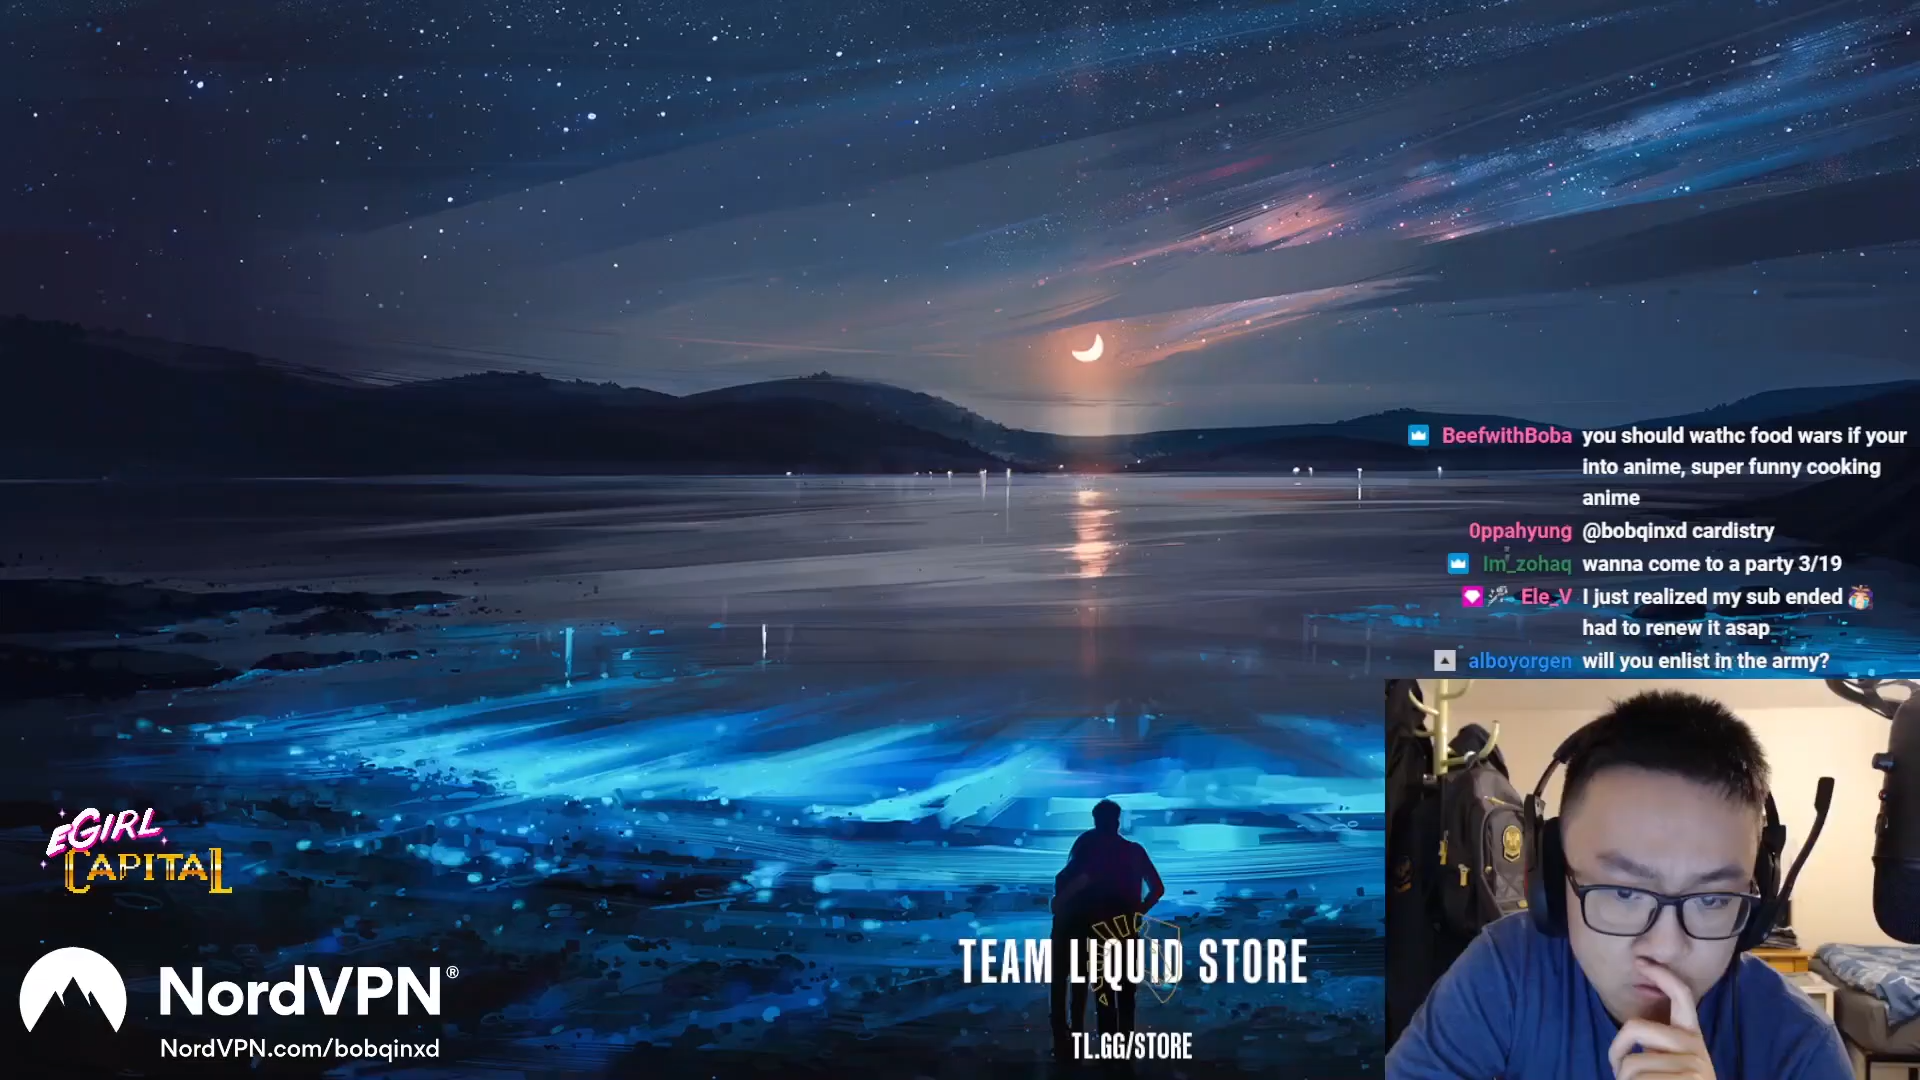 BeefwithBoba you should wathc food wars if your
into anime, super funny cooking
anime
0ppahyung @bobqinxd cardistry
Im_zohaq wanna come to a party 3/19
Ele_V I just realized my sub ended
had to renew it asap
alboyorgen will you enlist in the army?
EGIRL
CAPITAL
NordVPN®
NordVPN.com/bobqinxd
TEAM LIQUID STORE
TL.GG/STORE